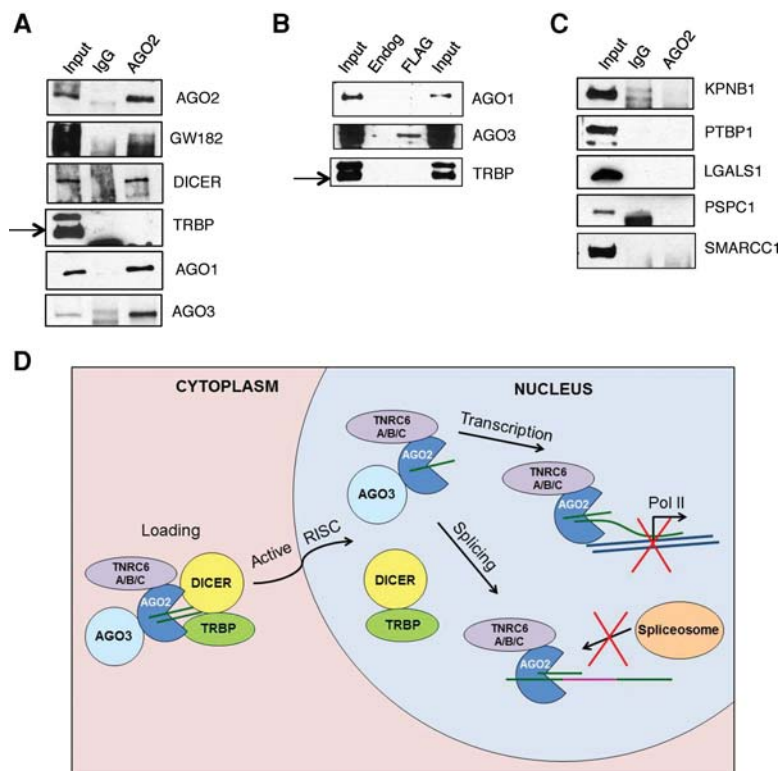 A
Input IgG AGO2
AGO2
GW182
DICER
TRBP
AGO1
AGO3
B
Input Endog FLAG Input
AGO1
AGO3
TRBP
C
Input IgG AGO2
KPNB1
PTBP1
LGALS1
PSPC1
SMARCC1
D
CYTOPLASM
NUCLEUS
TNRC6
A/B/C
AGO2
AGO3
Transcription
TNRC6
A/B/C
AGO2
Pol II
Loading
TNRC6
A/B/C
DICER
AGO2
AGO3
TRBP
Active RISC
Splicing
DICER
TRBP
TNRC6
A/B/C
AGO2
Spliceosome